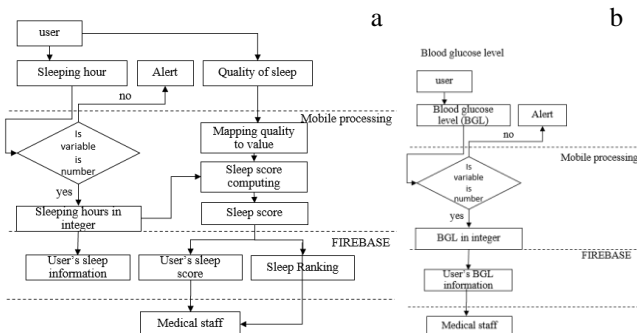 a
user
Sleeping hour
Alert
Quality of sleep
no
Mobile processing
Is
variable
is
number
Mapping quality
to value
Sleep score
computing
yes
Sleeping hours in
integer
Sleep score
FIREBASE
User's sleep
information
User's sleep
score
Sleep Ranking
Medical staff
b
Blood glucose level
user
Blood glucose
level (BGL)
Alert
no
Mobile processing
Is
variable
is
number
yes
BGL in integer
FIREBASE
User's BGL
information
Medical staff